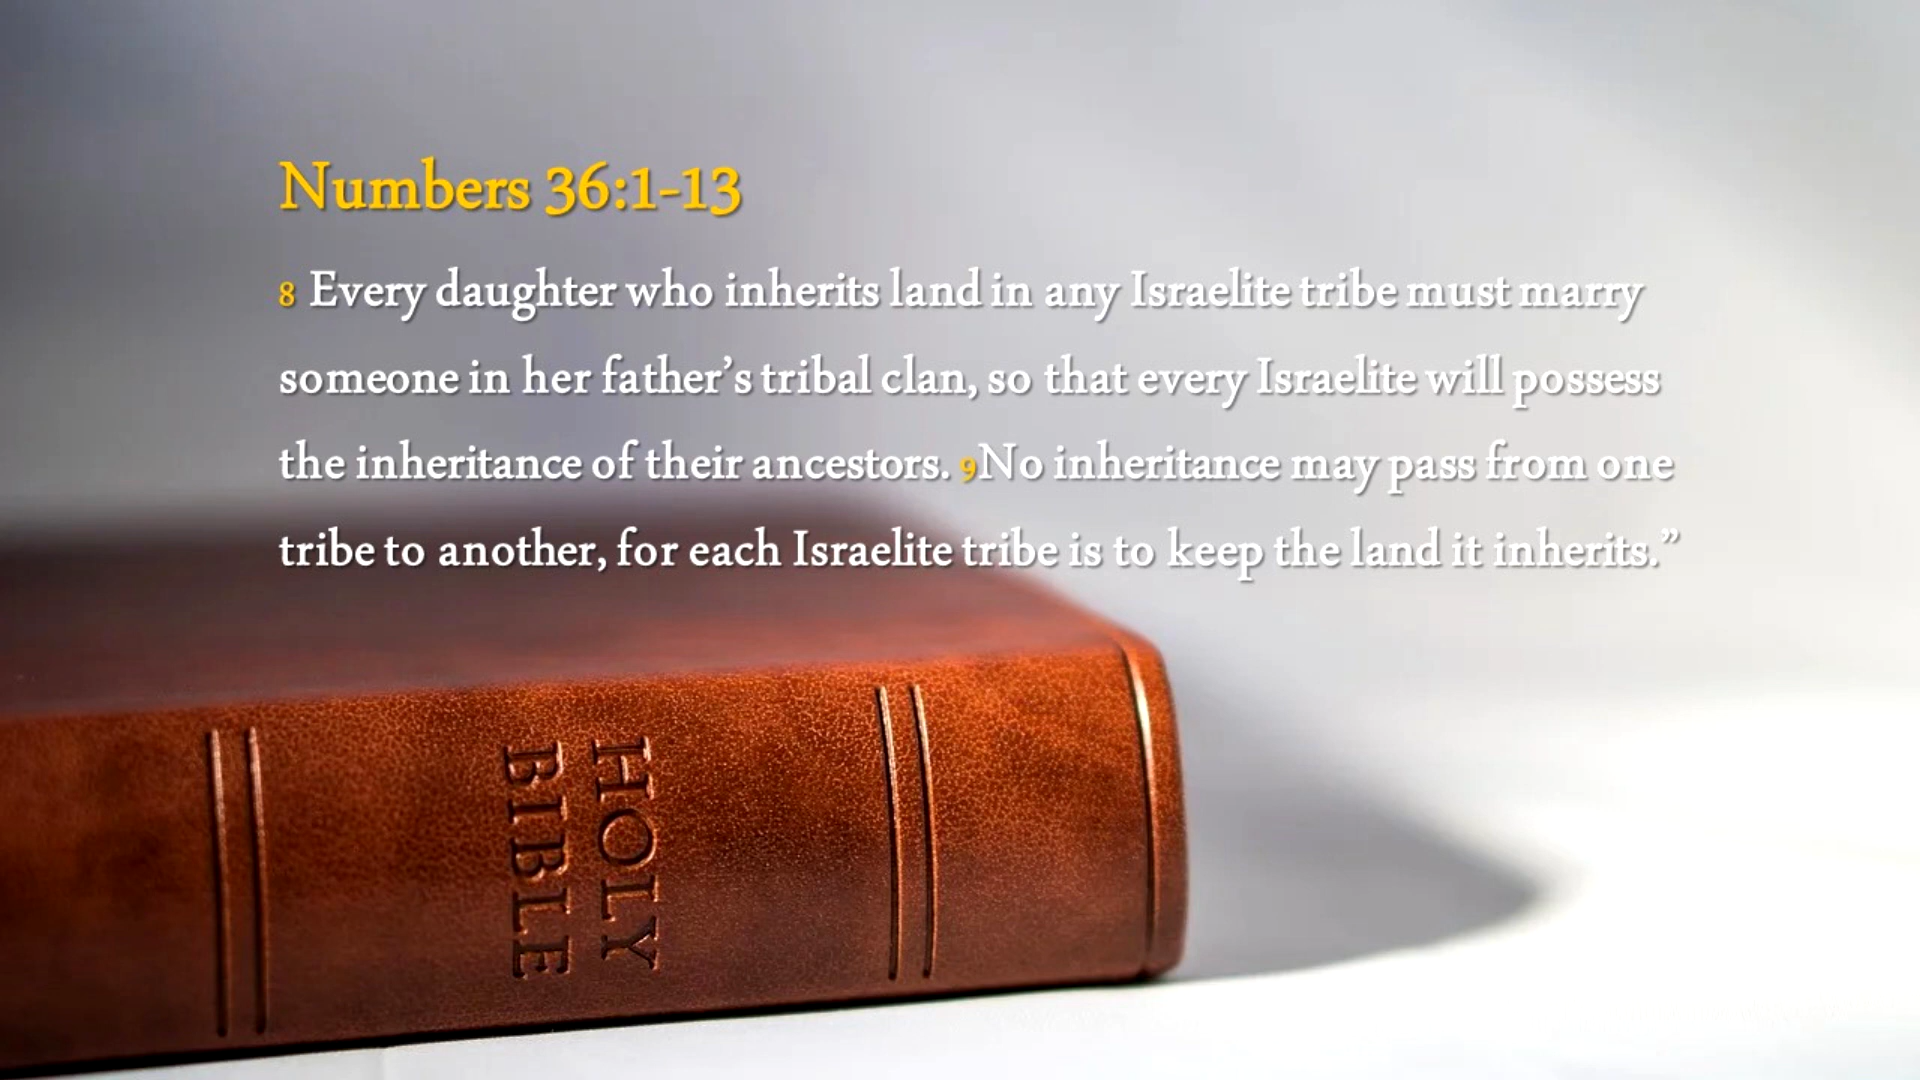 Numbers 36:1-13
8 Every daughter who inherits land in any Israelite tribe must marry
someone in her father’s tribal clan, so that every Israelite will possess
the inheritance of their ancestors. 9No inheritance may pass from one
tribe to another, for each Israelite tribe is to keep the land it inherits.”
HOLY
BIBLE